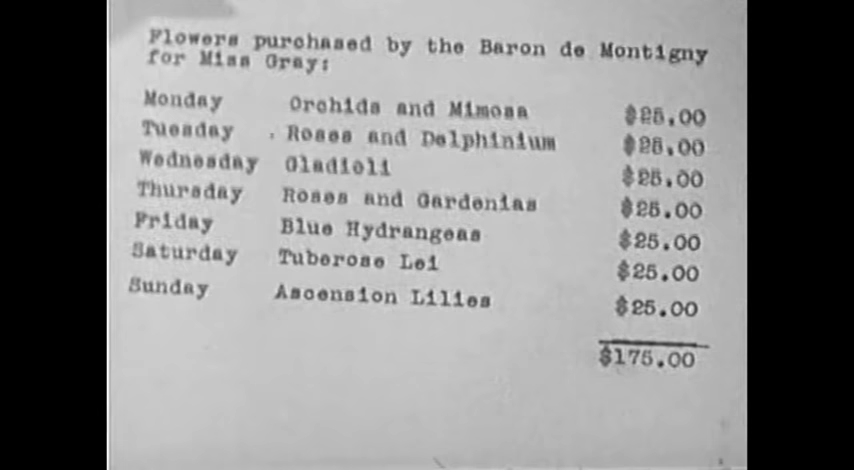 Flowers purchased by the Baron de Montigny
for Miss Gray:
Monday Orchids and Mimosa $25.00
Tuesday Roses and Delphinium $25.00
Wednesday Gladioli $25.00
Thursday Roses and Gardenias $25.00
Friday Blue Hydrangeas $25.00
Saturday Tuberose Lei $25.00
Sunday Ascension Lilies $25.00
$175.00